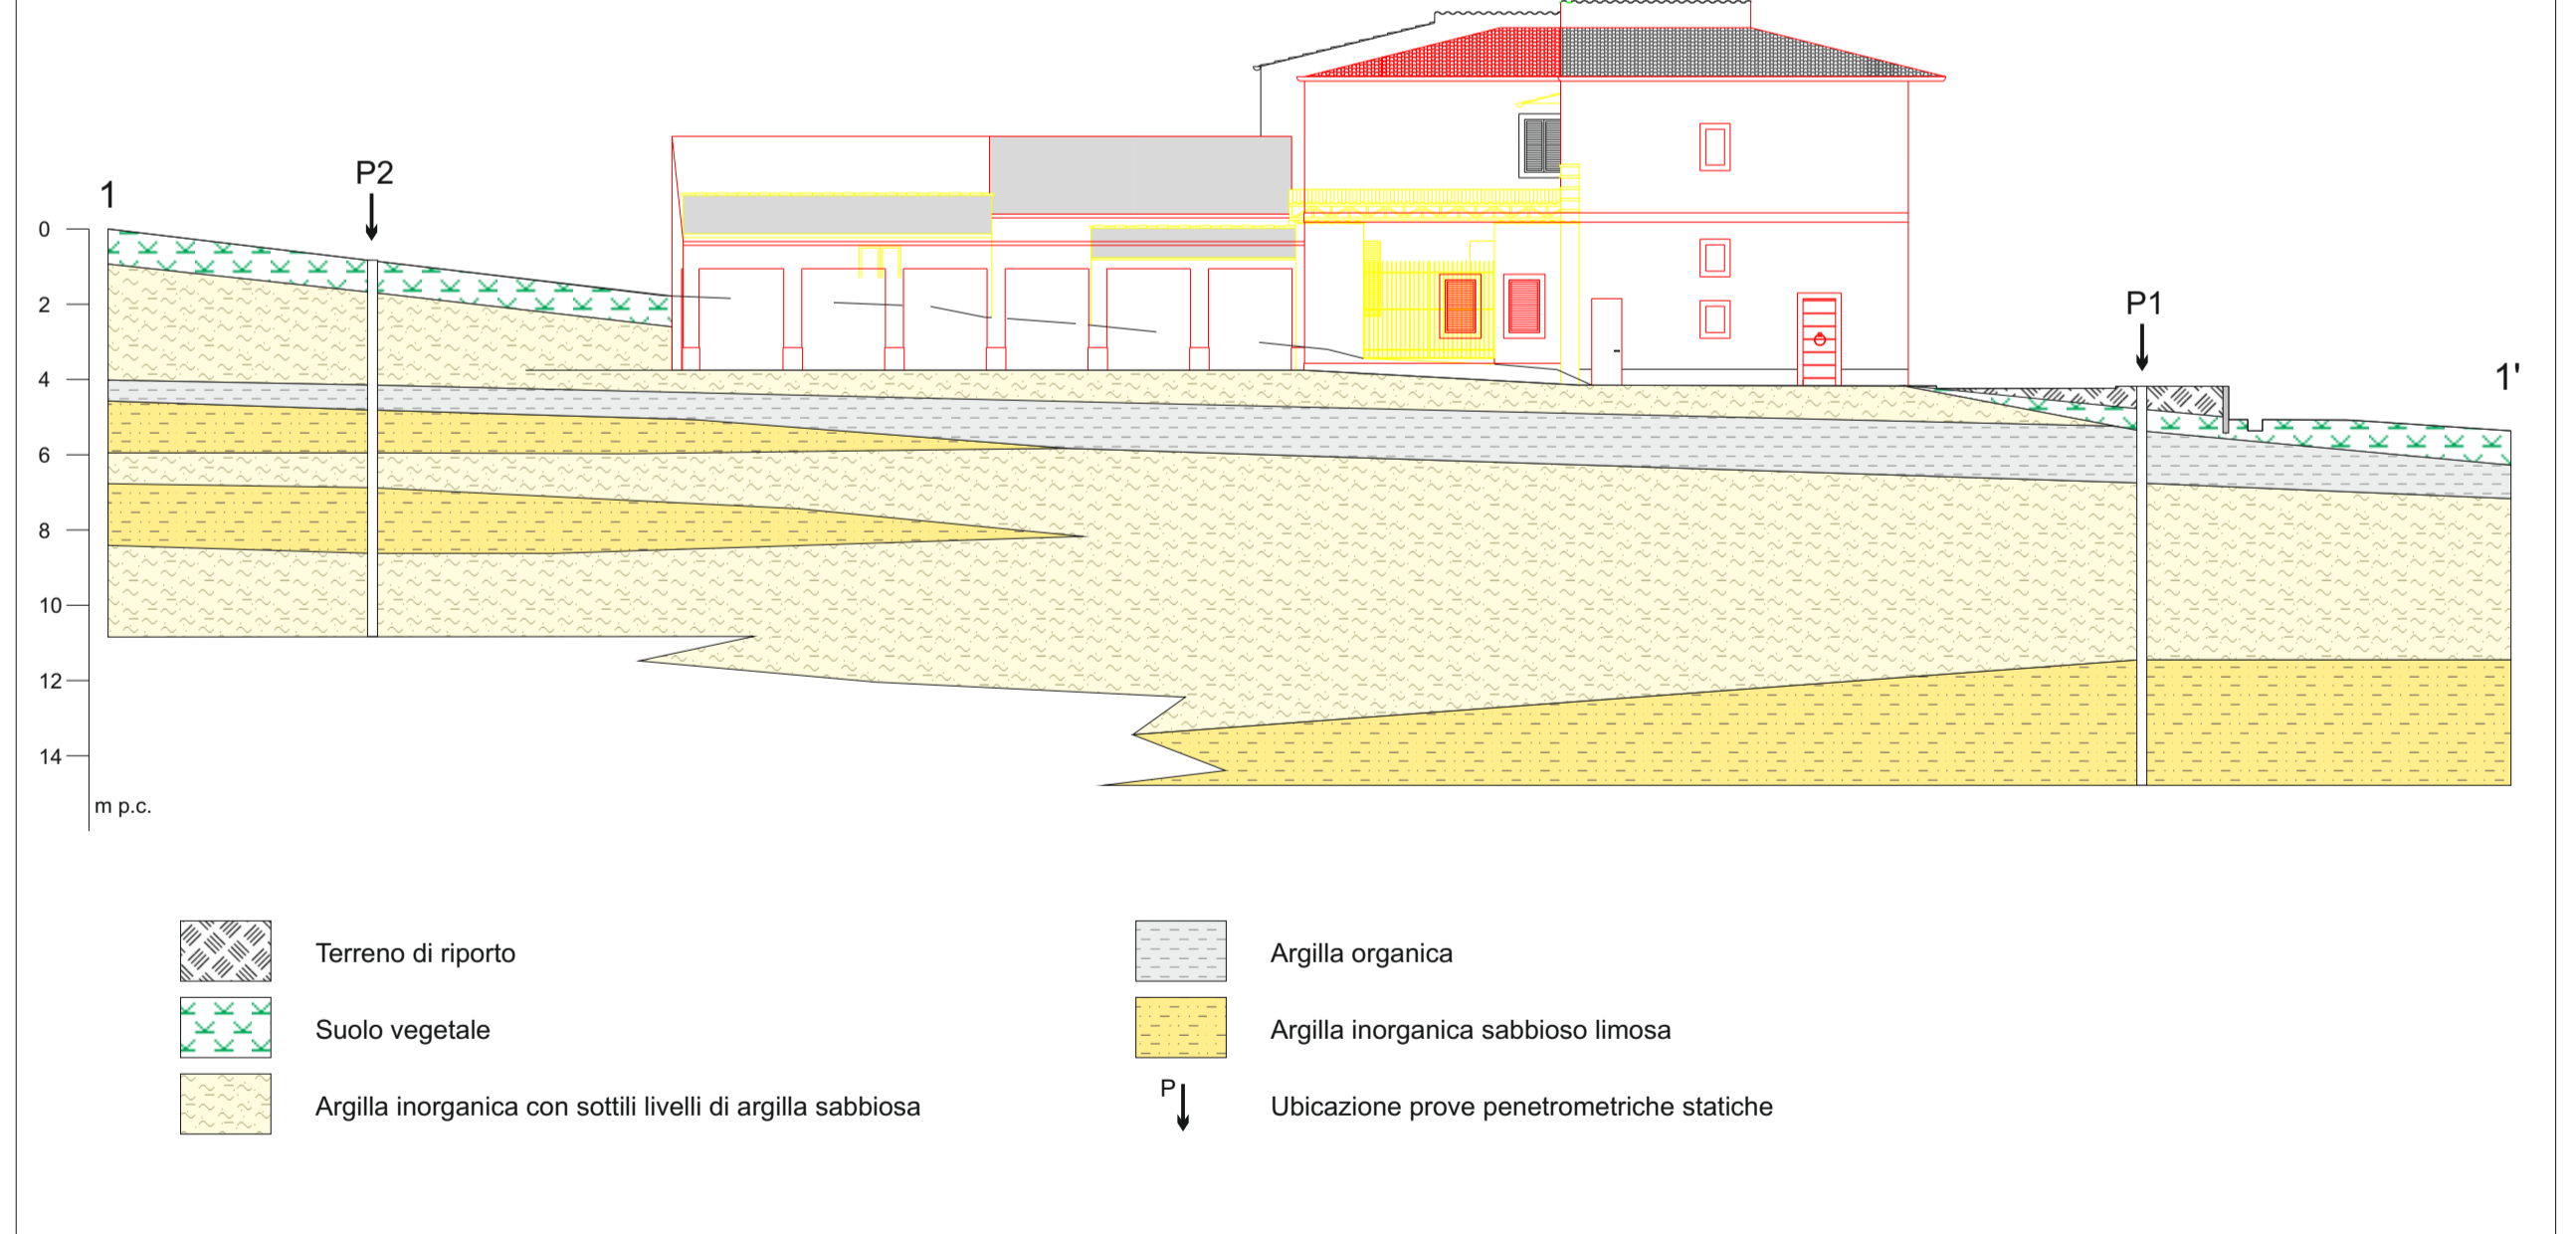 1
P2
P1
1'
0
2
4
6
8
10
12
14
m p.c.
Terreno di riporto
Suolo vegetale
Argilla inorganica con sottili livelli di argilla sabbiosa
Argilla organica
Argilla inorganica sabbioso limosa
P
Ubicazione prove penetrometriche statiche